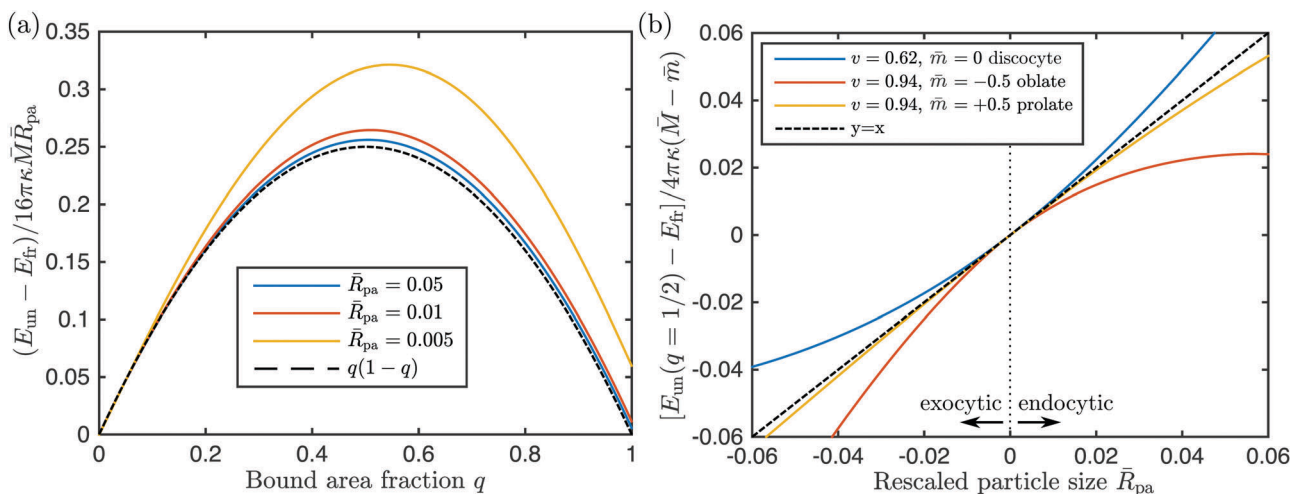 (a)
(E_un − E_fr)/16πκM̄R̄_pa
0.35
0.3
0.25
0.2
0.15
0.1
0.05
0
R̄_pa = 0.05
R̄_pa = 0.01
R̄_pa = 0.005
q(1 − q)
0 0.2 0.4 0.6 0.8 1
Bound area fraction q
(b)
[E_un(q = 1/2) − E_fr]/4πκ(M̄ − m̄)
0.06
0.04
0.02
0
-0.02
-0.04
-0.06
v = 0.62, m̄ = 0 discocyte
v = 0.94, m̄ = −0.5 oblate
v = 0.94, m̄ = +0.5 prolate
y=x
exocytic endocytic
-0.06 -0.04 -0.02 0 0.02 0.04 0.06
Rescaled particle size R̄_pa